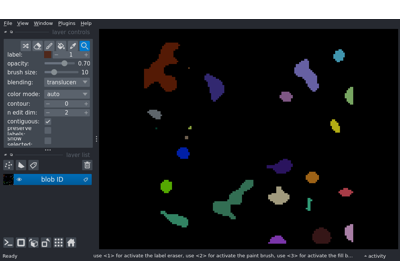 File View Window Plugins Help
layer controls
label: 1
opacity: 0.70
brush size: 10
blending: translucen
color mode: auto
contour: 0
n edit dim: 2
contiguous:
preserve
labels:
show
selected:
layer list
blob ID
Ready
use <1> for activate the label eraser, use <2> for activate the paint brush, use <3> for activate the fill b...
activity